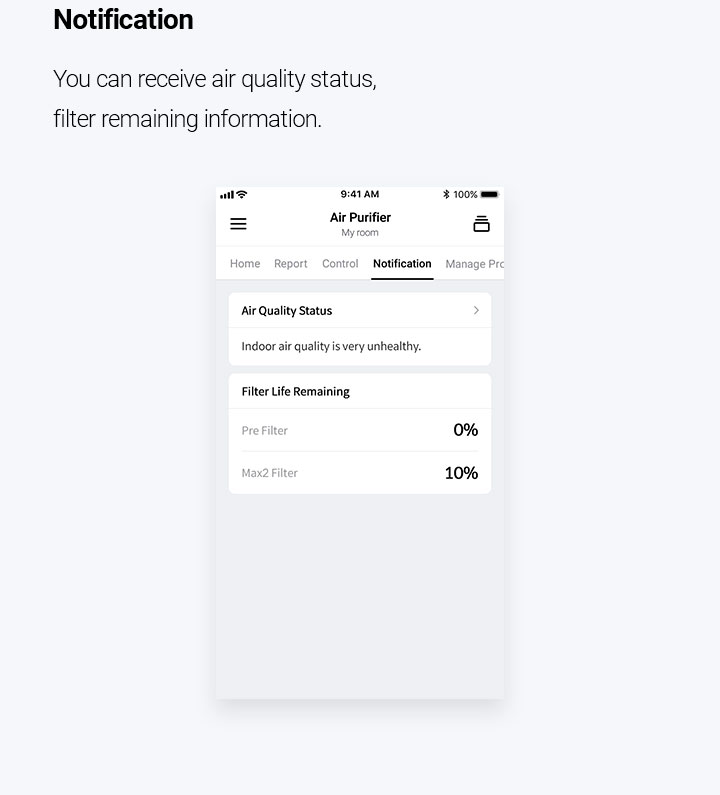 Notification
You can receive air quality status,
filter remaining information.
9:41 AM
100%
Air Purifier
My room
Home Report Control Notification Manage Pro
Air Quality Status
Indoor air quality is very unhealthy.
Filter Life Remaining
Pre Filter 0%
Max2 Filter 10%